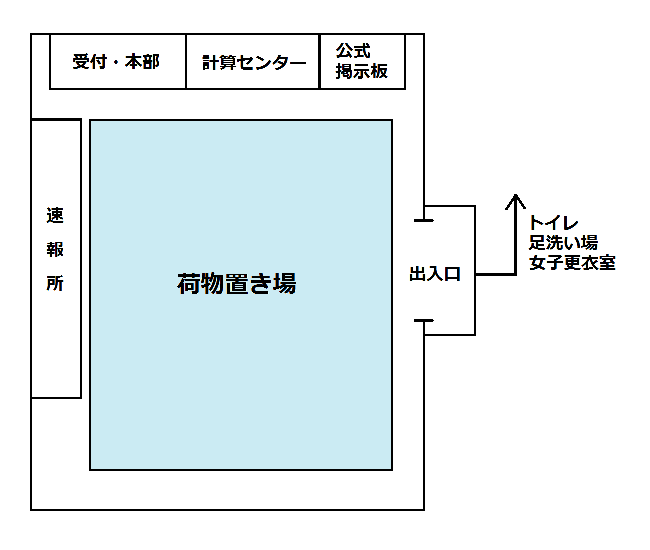 受付・本部
計算センター
公式
掲示板
速報所
荷物置き場
出入口
トイレ
足洗い場
女子更衣室